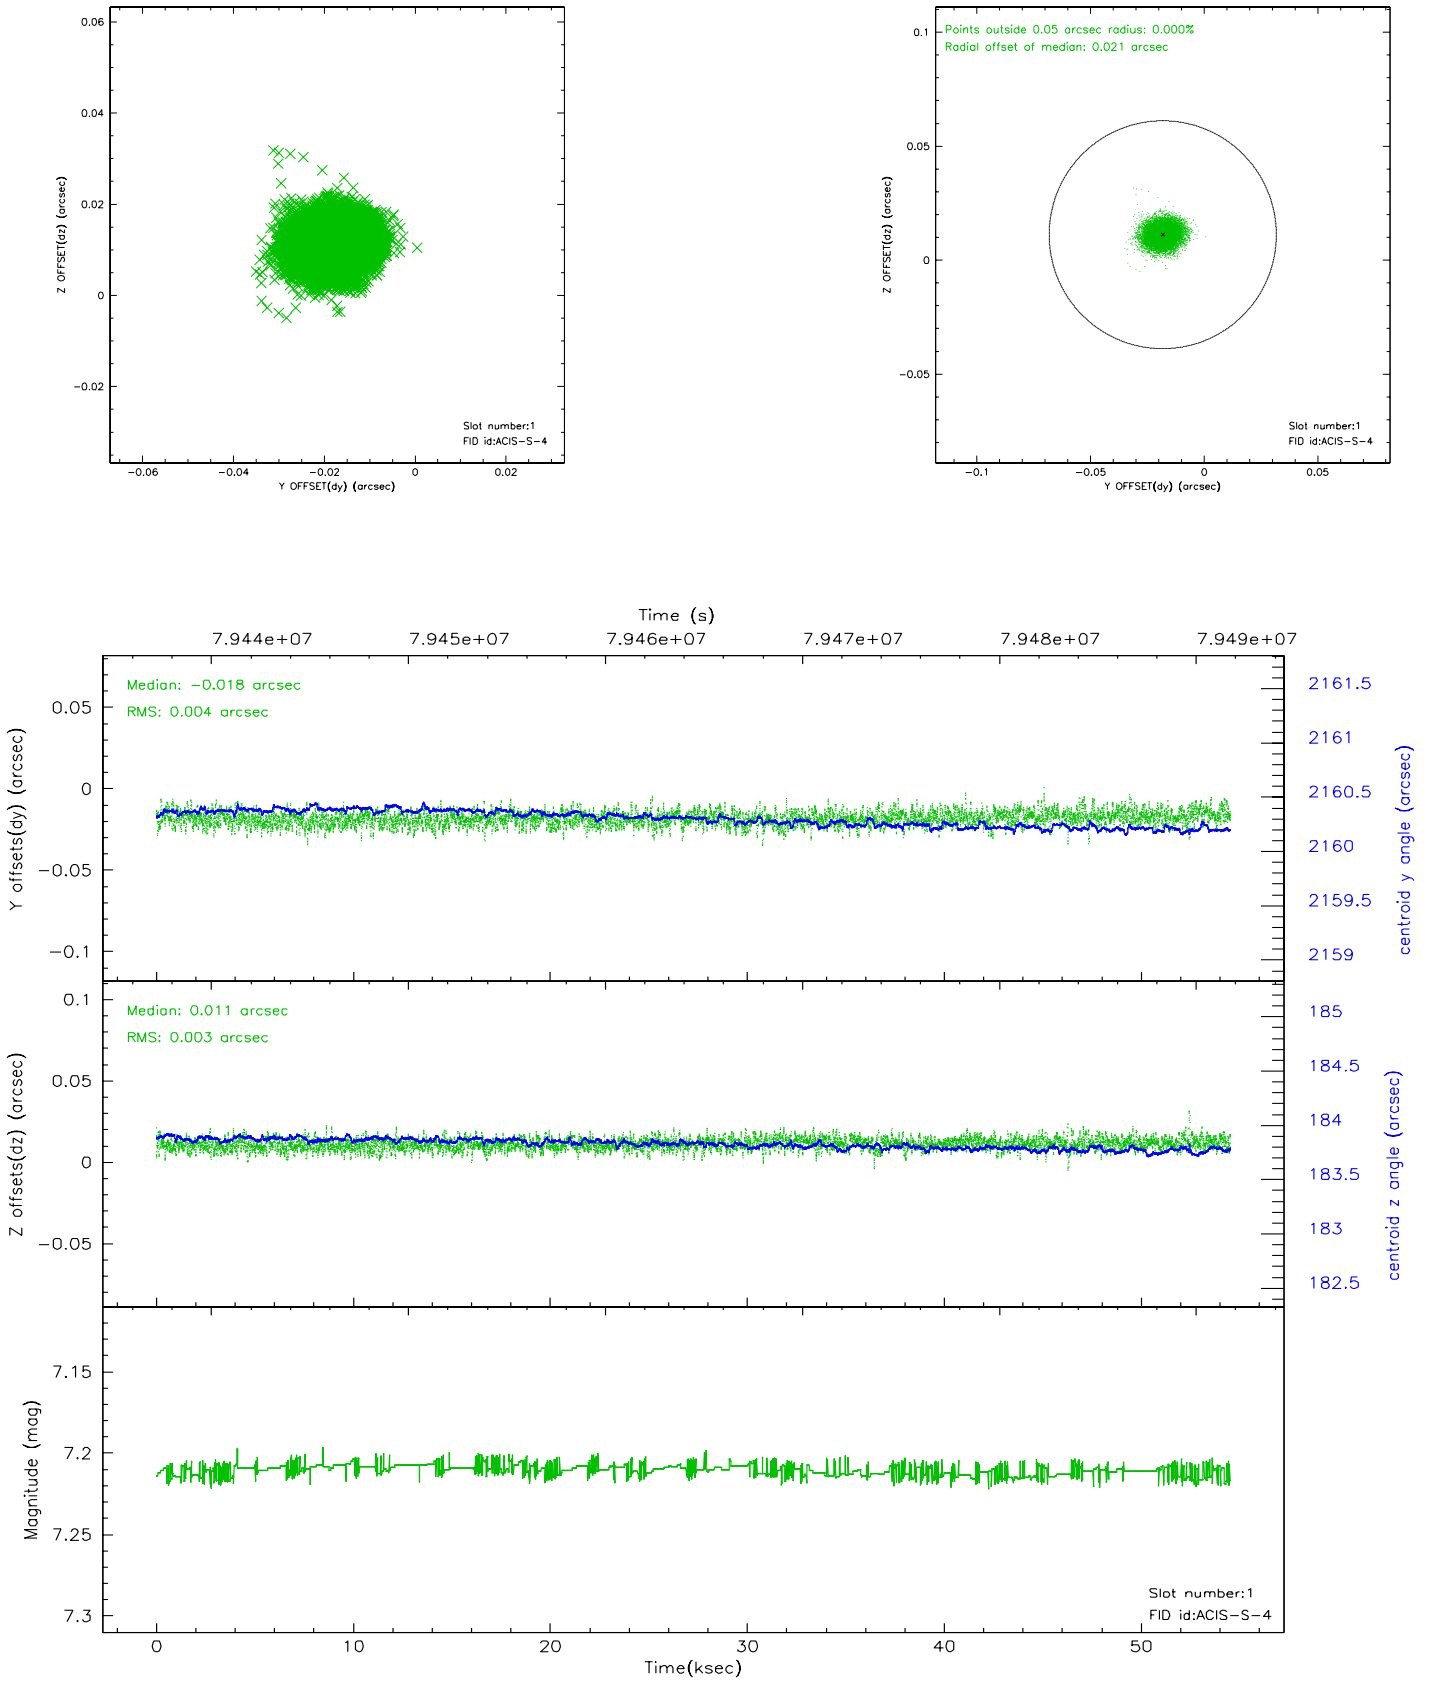 0.06
0.04
0.02
0
−0.02
Z OFFSET(dz) (arcsec)
Slot number:1
FID id:ACIS−S−4
−0.06 −0.04 −0.02 0 0.02
Y OFFSET(dy) (arcsec)
Points outside 0.05 arcsec radius: 0.000%
Radial offset of median: 0.021 arcsec
0.1
0.05
0
−0.05
Z OFFSET(dz) (arcsec)
Slot number:1
FID id:ACIS−S−4
−0.1 −0.05 0 0.05
Y OFFSET(dy) (arcsec)
Time (s)
7.944e+07 7.945e+07 7.946e+07 7.947e+07 7.948e+07 7.949e+07
Median: −0.018 arcsec
RMS: 0.004 arcsec
0.05
0
−0.05
−0.1
Y offsets(dy) (arcsec)
2161.5
2161
2160.5
2160
2159.5
2159
centroid y angle (arcsec)
Median: 0.011 arcsec
RMS: 0.003 arcsec
0.1
0.05
0
−0.05
Z offsets(dz) (arcsec)
185
184.5
184
183.5
183
182.5
centroid z angle (arcsec)
7.15
7.2
7.25
7.3
Magnitude (mag)
Slot number:1
FID id:ACIS−S−4
0 10 20 30 40 50
Time(ksec)